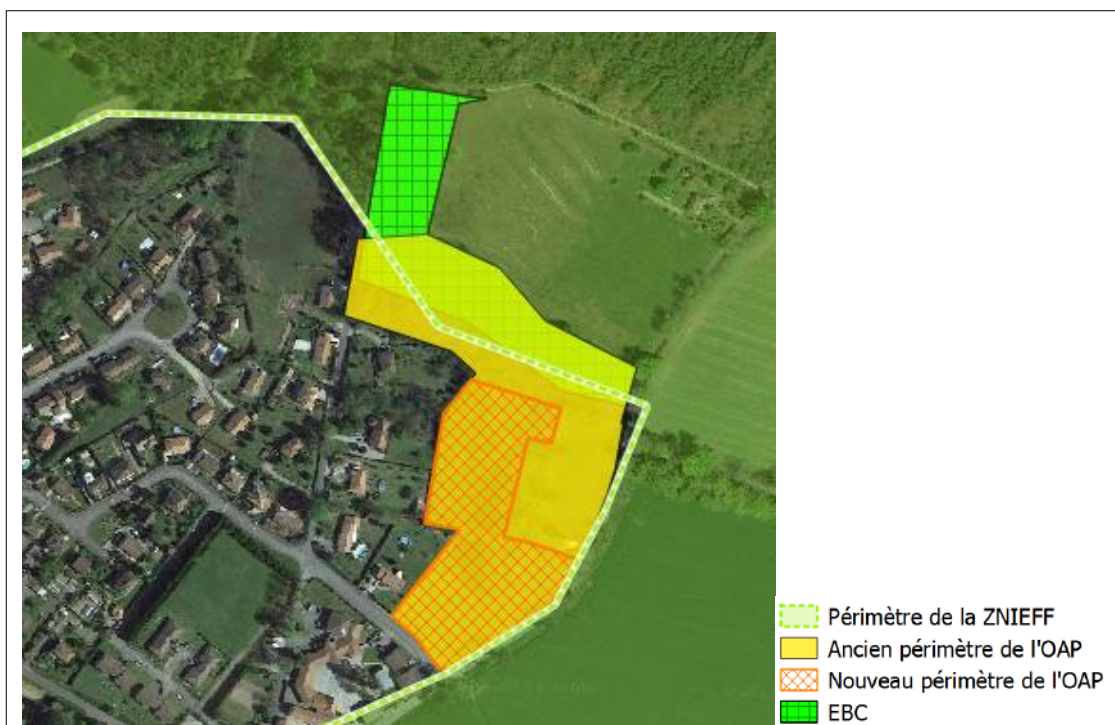 Périmètre de la ZNIEFF
Ancien périmètre de l'OAP
Nouveau périmètre de l'OAP
EBC